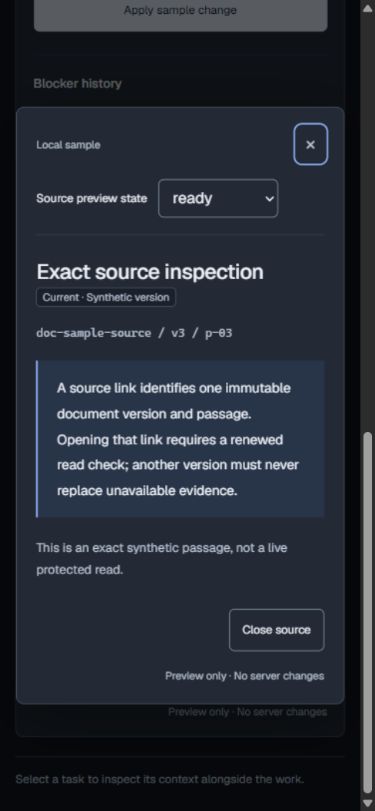 Apply sample change
Blocker history
Local sample
×
Source preview state
ready
Exact source inspection
Current · Synthetic version
doc-sample-source / v3 / p-03
A source link identifies one immutable
document version and passage.
Opening that link requires a renewed
read check; another version must never
replace unavailable evidence.
This is an exact synthetic passage, not a live
protected read.
Close source
Preview only · No server changes
Preview only · No server changes
Select a task to inspect its context alongside the work.